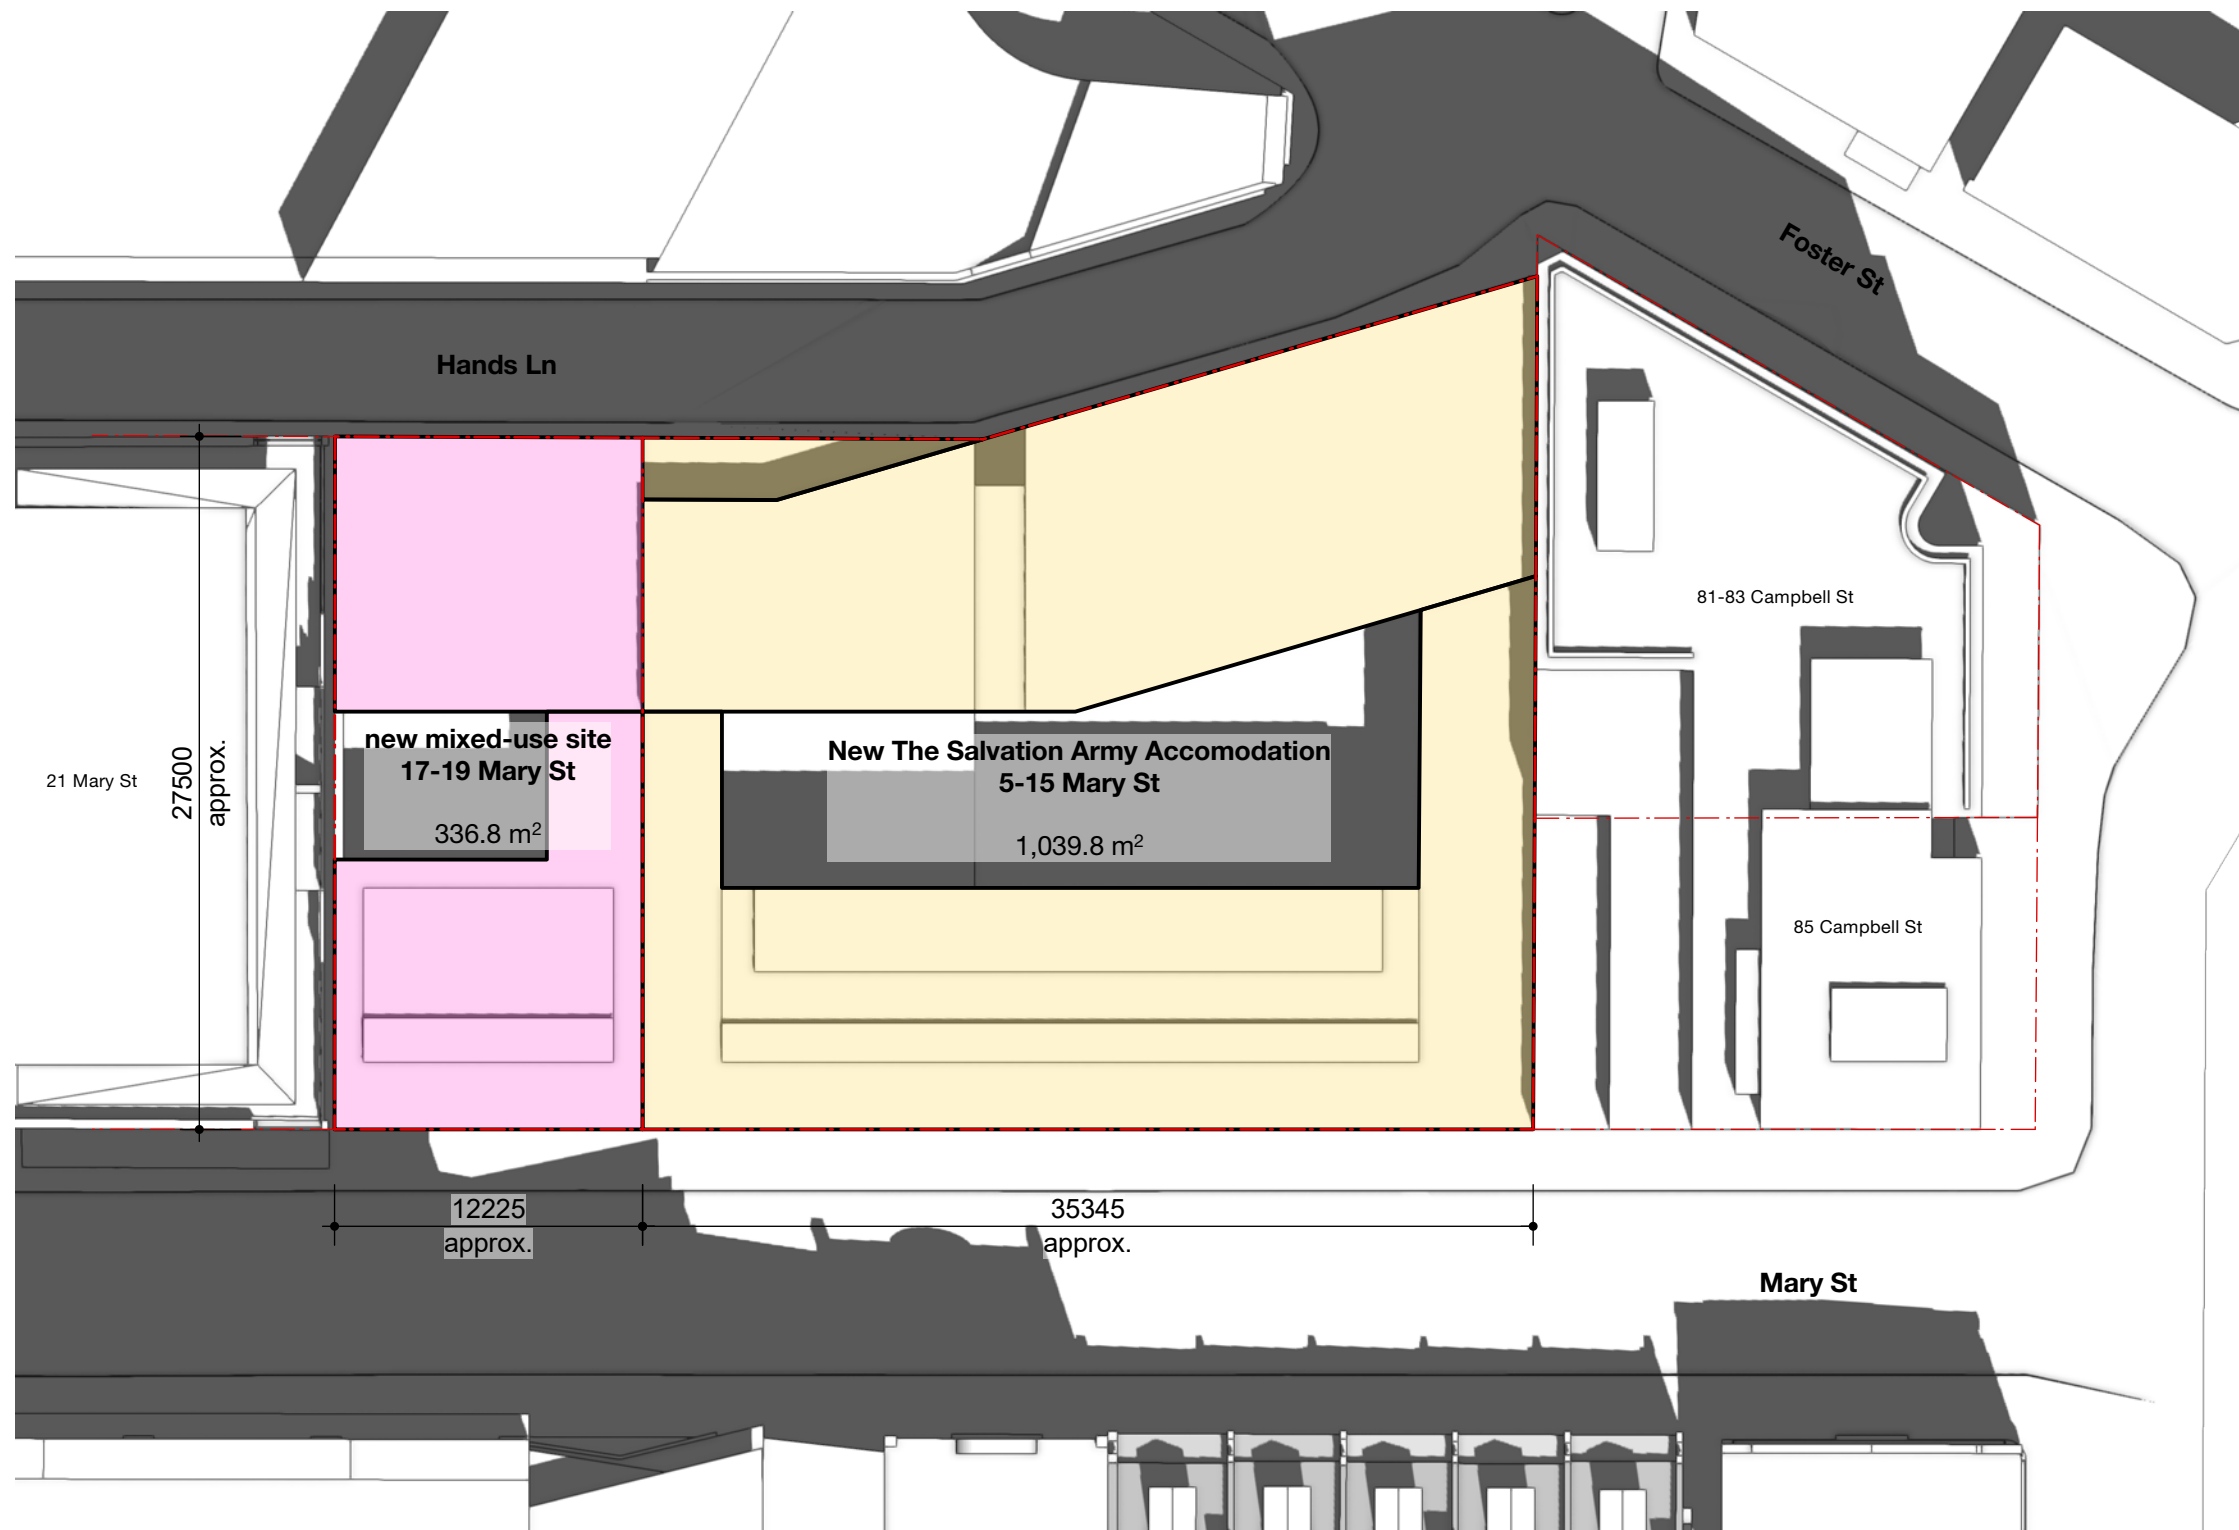 Foster St
Hands Ln
81-83 Campbell St
new mixed-use site
17-19 Mary St
336.8 m²
New The Salvation Army Accomodation
5-15 Mary St
1,039.8 m²
21 Mary St
27500
approx.
85 Campbell St
12225
approx.
35345
approx.
Mary St